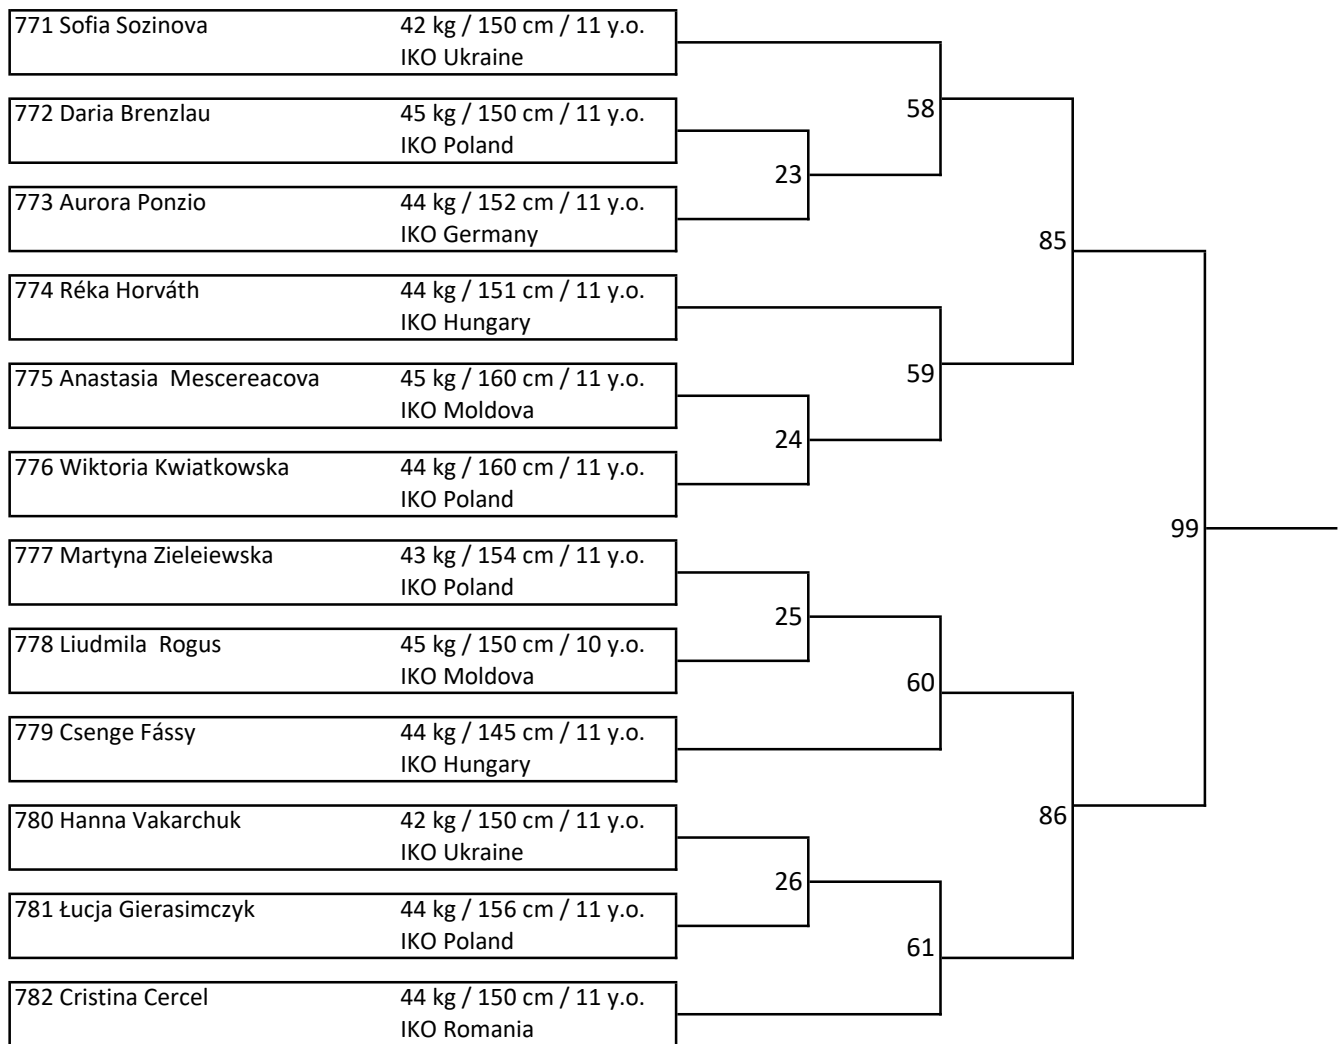 771 Sofia Sozinova 42 kg / 150 cm / 11 y.o.
IKO Ukraine
772 Daria Brenzlau 45 kg / 150 cm / 11 y.o.
IKO Poland
773 Aurora Ponzio 44 kg / 152 cm / 11 y.o.
IKO Germany
774 Réka Horváth 44 kg / 151 cm / 11 y.o.
IKO Hungary
775 Anastasia  Mescereacova 45 kg / 160 cm / 11 y.o.
IKO Moldova
776 Wiktoria Kwiatkowska 44 kg / 160 cm / 11 y.o.
IKO Poland
777 Martyna Zieleiewska 43 kg / 154 cm / 11 y.o.
IKO Poland
778 Liudmila  Rogus 45 kg / 150 cm / 10 y.o.
IKO Moldova
779 Csenge Fássy 44 kg / 145 cm / 11 y.o.
IKO Hungary
780 Hanna Vakarchuk 42 kg / 150 cm / 11 y.o.
IKO Ukraine
781 Łucja Gierasimczyk 44 kg / 156 cm / 11 y.o.
IKO Poland
782 Cristina Cercel 44 kg / 150 cm / 11 y.o.
IKO Romania
23
24
25
26
58
59
60
61
85
86
99